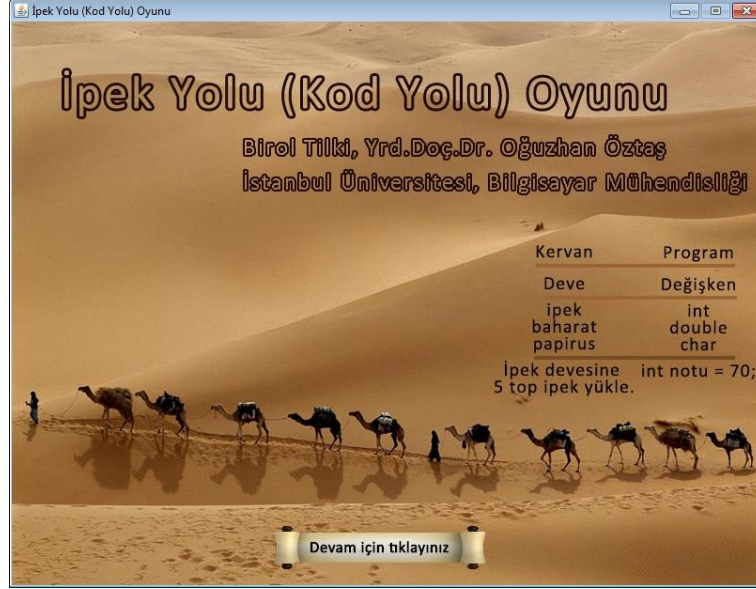 İpek Yolu (Kod Yolu) Oyunu
İpek Yolu (Kod Yolu) Oyunu
Birol Tilki, Yrd.Doç.Dr. Oğuzhan Öztaş
İstanbul Üniversitesi, Bilgisayar Mühendisliği
Kervan Program
Deve Değişken
ipek int
baharat double
papirus char
İpek devesine int notu = 70;
5 top ipek yükle.
Devam için tıklayınız